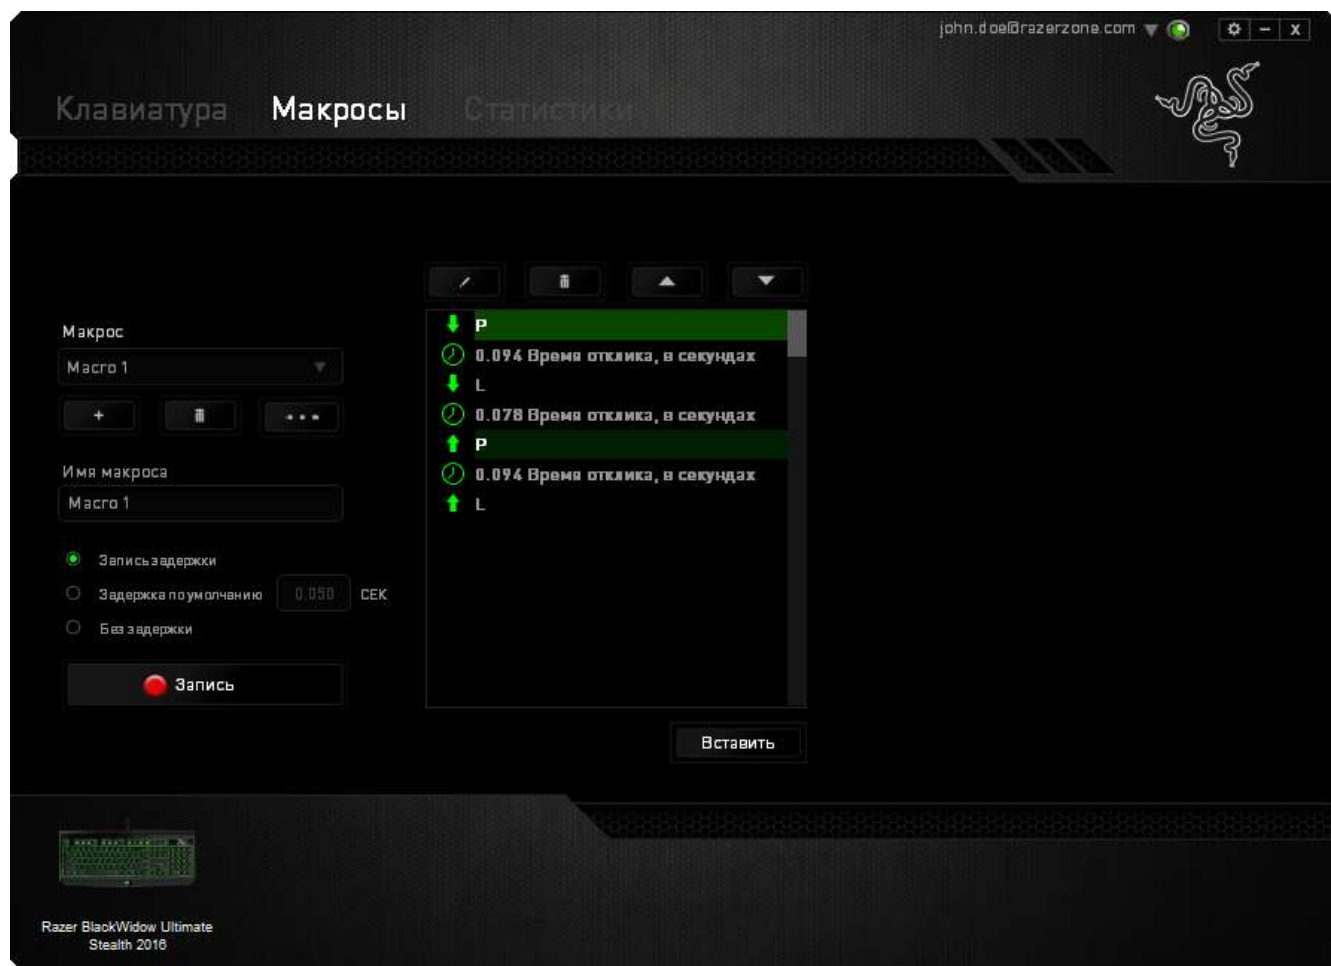 john.doe@razerzone.com
Клавиатура Макросы Статистики
Макрос
Macro 1
Имя макроса
Macro 1
Запись задержки
Задержка по умолчанию 0.050 СЕК
Без задержки
Запись
P
0.094 Время отклика, в секундах
L
0.078 Время отклика, в секундах
P
0.094 Время отклика, в секундах
L
Вставить
Razer BlackWidow Ultimate
Stealth 2016